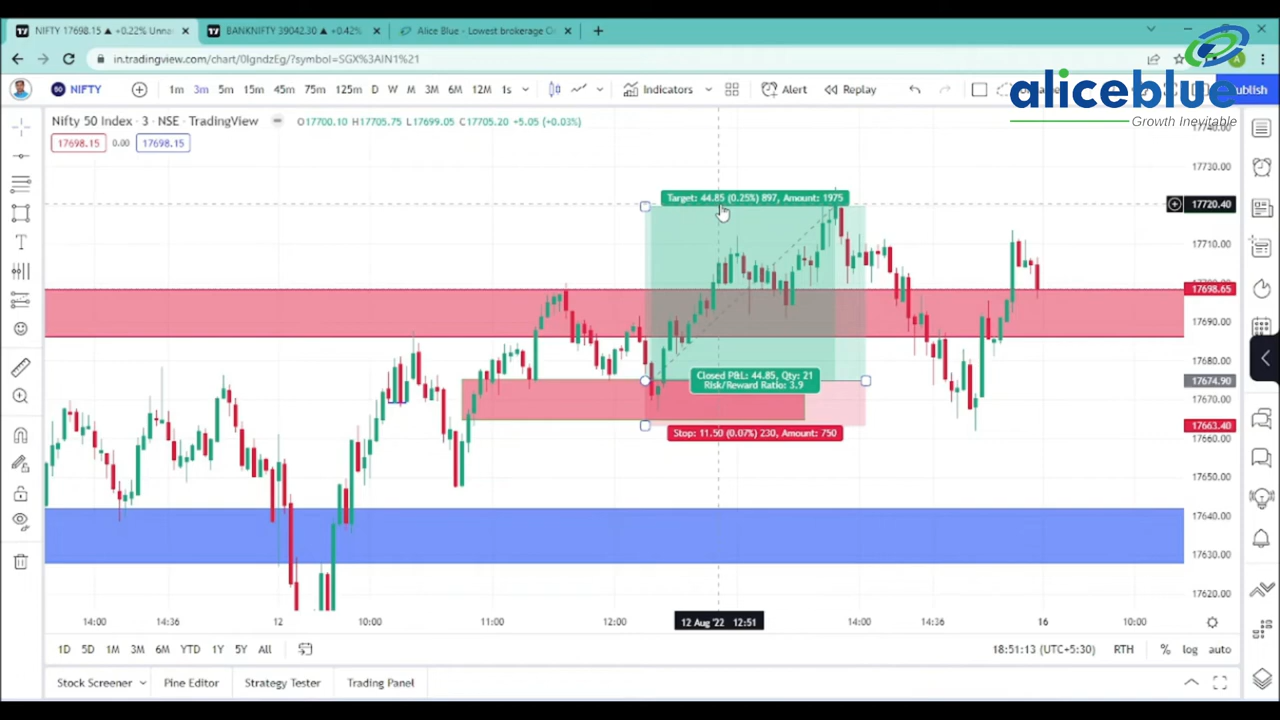 NIFTY 17698.15 ▲ +0.22% Unna
BANKNIFTY 39042.30 ▲ +0.42%
Alice Blue - Lowest brokerage
in.tradingview.com/chart/0IgndzEg/?symbol=SGX%3AIN1%21
NIFTY
1m 3m 5m 15m 45m 75m 125m D W M 3M 6M 12M 1s
Indicators
Alert
Replay
Publish
aliceblue
Growth Inevitable
Nifty 50 Index · 3 · NSE · TradingView
O17700.10 H17705.75 L17699.05 C17705.20 +5.05 (+0.03%)
17698.15 0.00 17698.15
17740.00
17730.00
Target: 44.85 (0.25%) 897, Amount: 1975
17720.40
17710.00
17698.65
17690.00
17680.00
Closed P&L: 44.85, Qty: 21
Risk/Reward Ratio: 3.9
17674.90
17670.00
17663.40
Stop: 11.50 (0.07%) 230, Amount: 750
17660.00
17650.00
17640.00
17630.00
17620.00
14:00 14:36 12 10:00 11:00 12:00 12 Aug '22 12:51 14:00 14:36 16 10:00
1D 5D 1M 3M 6M YTD 1Y 5Y All
18:51:13 (UTC+5:30) RTH % log auto
Stock Screener Pine Editor Strategy Tester Trading Panel